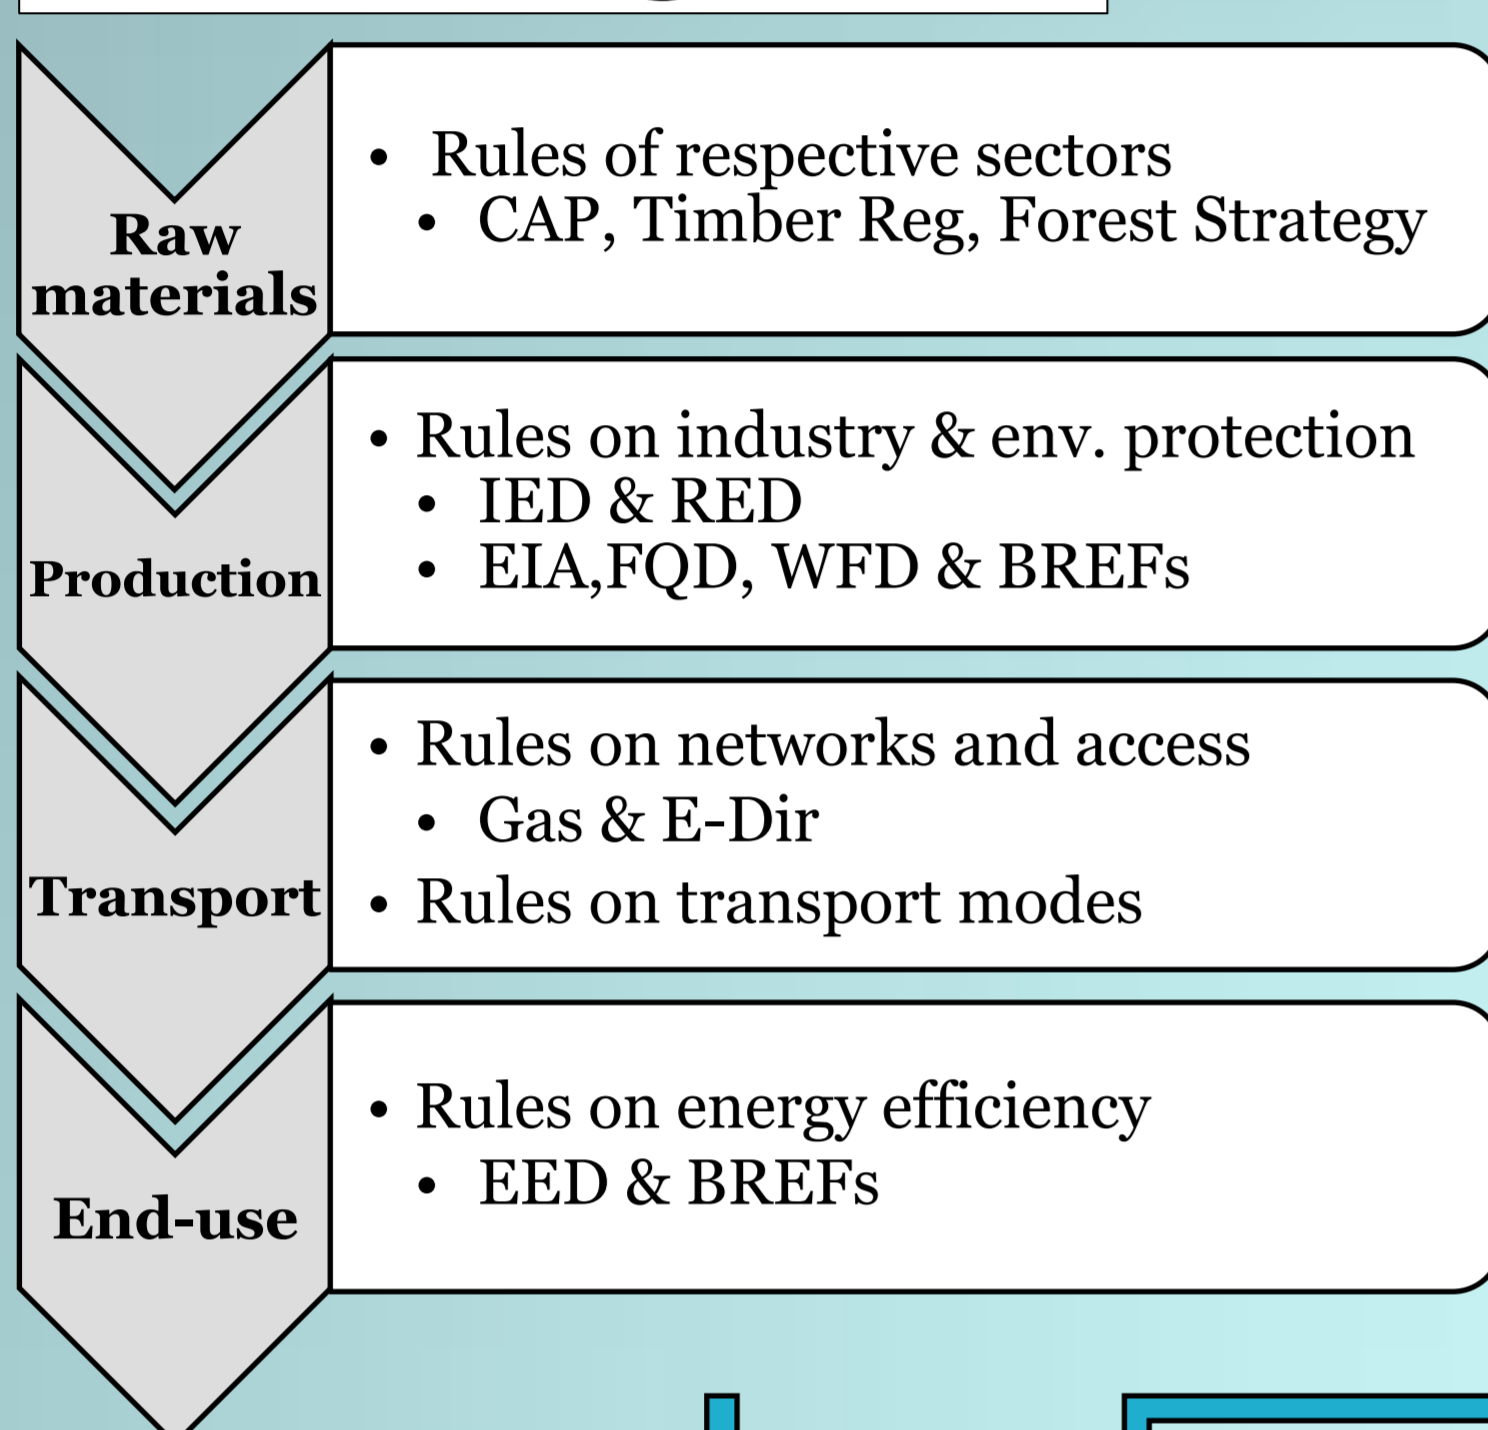 Raw
materials
• Rules of respective sectors
• CAP, Timber Reg, Forest Strategy
Production
• Rules on industry & env. protection
• IED & RED
• EIA,FQD, WFD & BREFs
Transport
• Rules on networks and access
• Gas & E-Dir
• Rules on transport modes
End-use
• Rules on energy efficiency
• EED & BREFs